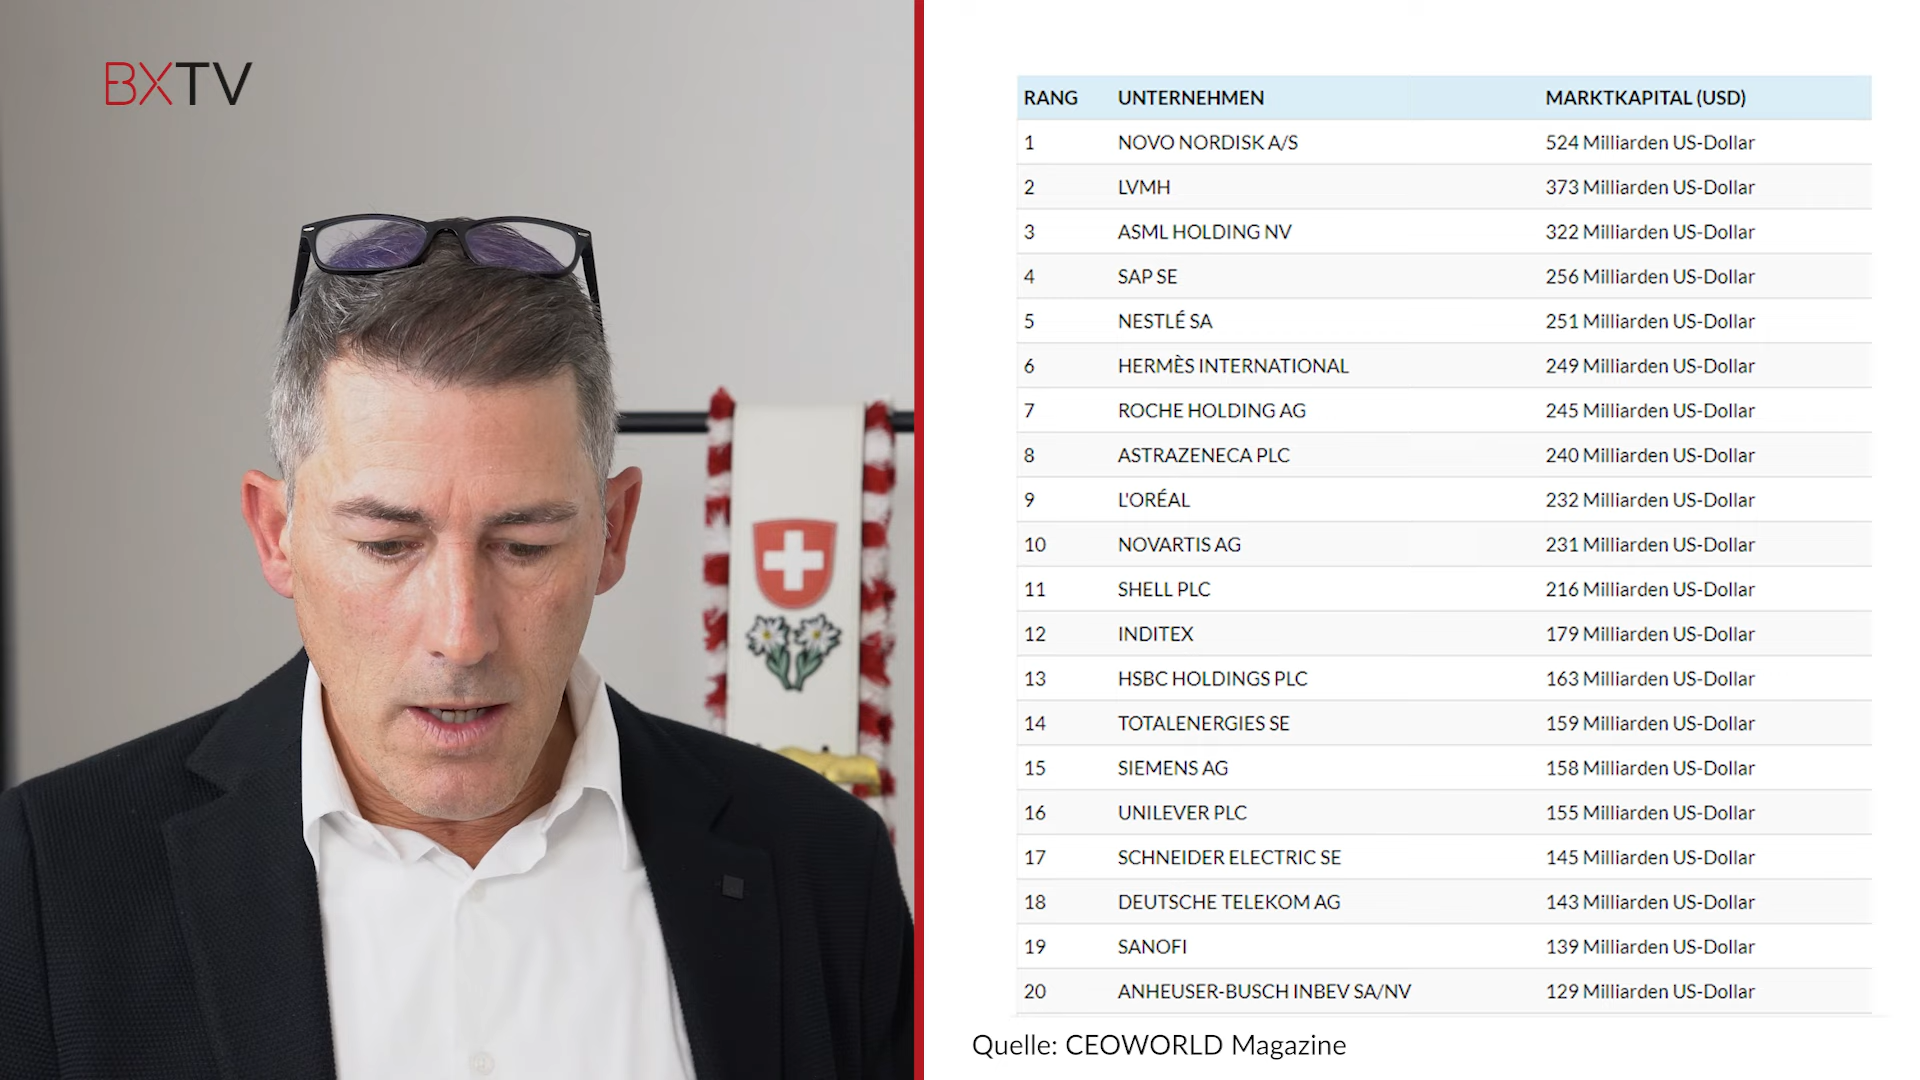 BXTV
RANG UNTERNEHMEN MARKTKAPITAL (USD)
1 NOVO NORDISK A/S 524 Milliarden US-Dollar
2 LVMH 373 Milliarden US-Dollar
3 ASML HOLDING NV 322 Milliarden US-Dollar
4 SAP SE 256 Milliarden US-Dollar
5 NESTLÉ SA 251 Milliarden US-Dollar
6 HERMÈS INTERNATIONAL 249 Milliarden US-Dollar
7 ROCHE HOLDING AG 245 Milliarden US-Dollar
8 ASTRAZENECA PLC 240 Milliarden US-Dollar
9 L'ORÉAL 232 Milliarden US-Dollar
10 NOVARTIS AG 231 Milliarden US-Dollar
11 SHELL PLC 216 Milliarden US-Dollar
12 INDITEX 179 Milliarden US-Dollar
13 HSBC HOLDINGS PLC 163 Milliarden US-Dollar
14 TOTALENERGIES SE 159 Milliarden US-Dollar
15 SIEMENS AG 158 Milliarden US-Dollar
16 UNILEVER PLC 155 Milliarden US-Dollar
17 SCHNEIDER ELECTRIC SE 145 Milliarden US-Dollar
18 DEUTSCHE TELEKOM AG 143 Milliarden US-Dollar
19 SANOFI 139 Milliarden US-Dollar
20 ANHEUSER-BUSCH INBEV SA/NV 129 Milliarden US-Dollar
Quelle: CEOWORLD Magazine